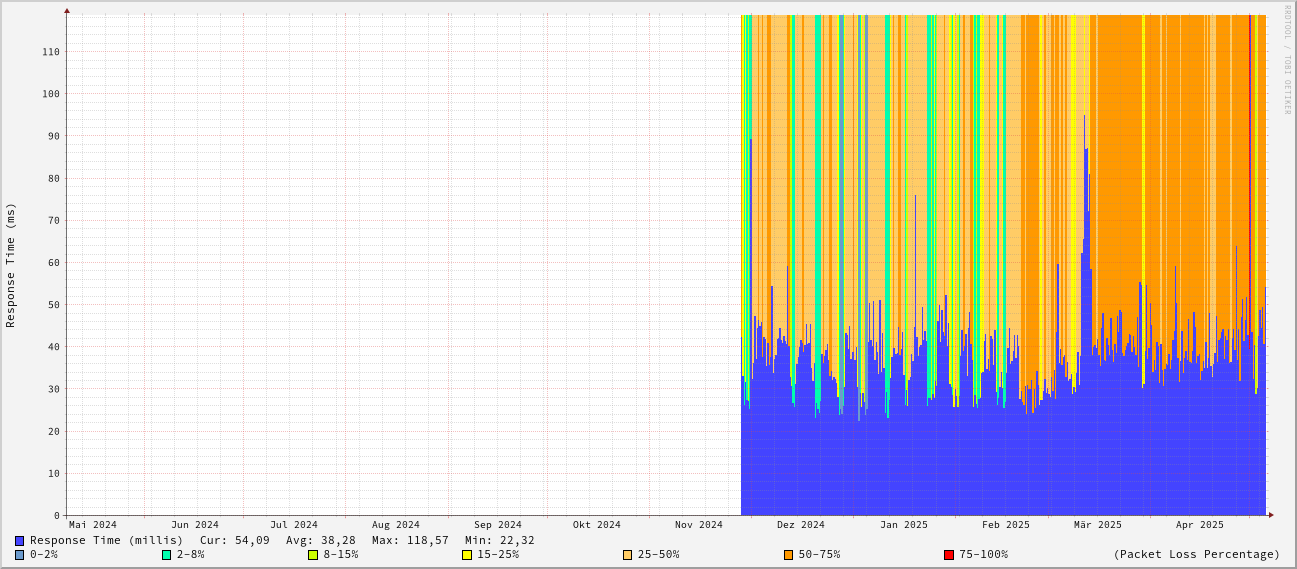 RRDTOOL / TOBI OETIKER
Response Time (ms)
110
100
90
80
70
60
50
40
30
20
10
0
Mai 2024 Jun 2024 Jul 2024 Aug 2024 Sep 2024 Okt 2024 Nov 2024 Dez 2024 Jan 2025 Feb 2025 Mär 2025 Apr 2025
Response Time (millis) Cur: 54,09 Avg: 38,28 Max: 118,57 Min: 22,32
0-2% 2-8% 8-15% 15-25% 25-50% 50-75% 75-100% (Packet Loss Percentage)